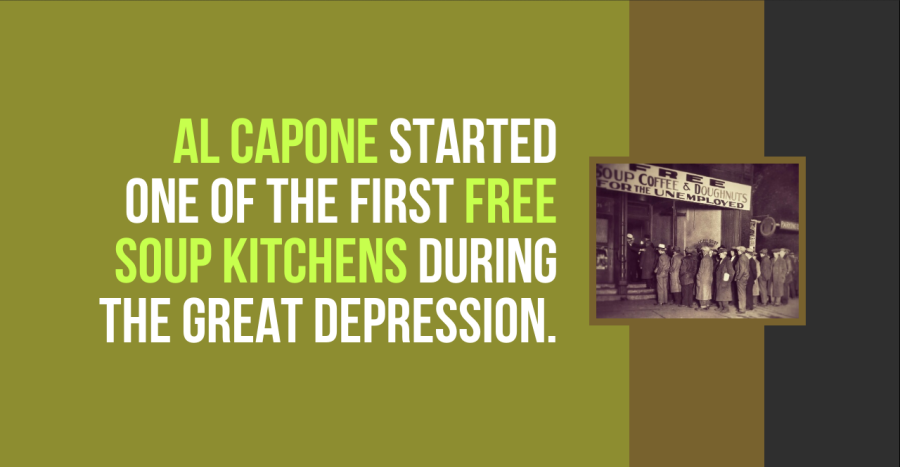 AL CAPONE STARTED
ONE OF THE FIRST FREE
SOUP KITCHENS DURING
THE GREAT DEPRESSION.
FREE
SOUP COFFEE & DOUGHNUTS
FOR THE UNEMPLOYED